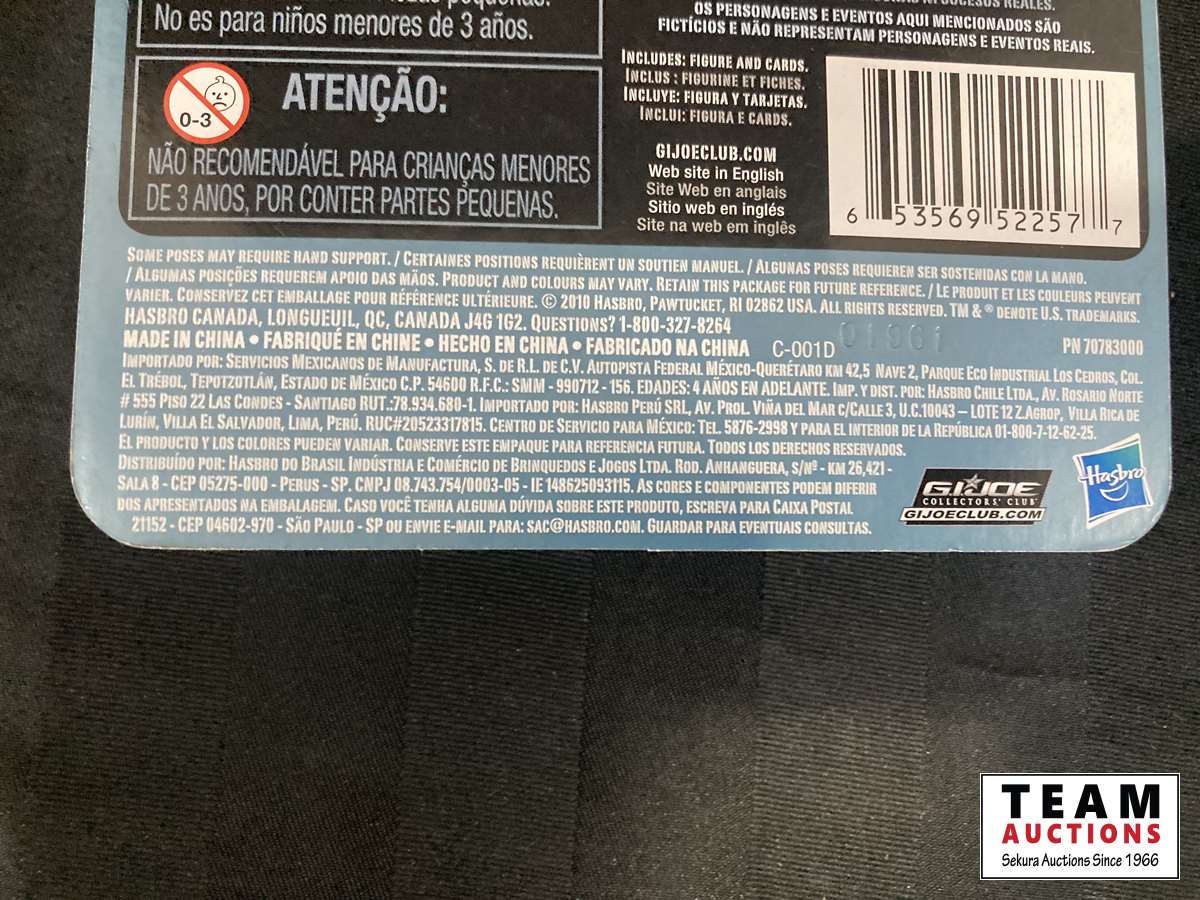 No es para niños menores de 3 años.
0-3
ATENÇÃO:
NÃO RECOMENDÁVEL PARA CRIANÇAS MENORES
DE 3 ANOS, POR CONTER PARTES PEQUENAS.
OS PERSONAGENS E EVENTOS AQUI MENCIONADOS SÃO
FICTÍCIOS E NÃO REPRESENTAM PERSONAGENS E EVENTOS REAIS.
INCLUDES: FIGURE AND CARDS.
INCLUS : FIGURINE ET FICHES.
INCLUYE: FIGURA Y TARJETAS.
INCLUI: FIGURA E CARDS.
GIJOECLUB.COM
Web site in English
Site Web en anglais
Sitio web en inglés
Site na web em inglês
6 53569 52257 7
SOME POSES MAY REQUIRE HAND SUPPORT. / CERTAINES POSITIONS REQUIÈRENT UN SOUTIEN MANUEL. / ALGUNAS POSES REQUIEREN SER SOSTENIDAS CON LA MANO.
/ ALGUMAS POSIÇÕES REQUEREM APOIO DAS MÃOS. PRODUCT AND COLOURS MAY VARY. RETAIN THIS PACKAGE FOR FUTURE REFERENCE. / LE PRODUIT ET LES COULEURS PEUVENT
VARIER. CONSERVEZ CET EMBALLAGE POUR RÉFÉRENCE ULTÉRIEURE. © 2010 HASBRO, PAWTUCKET, RI 02862 USA. ALL RIGHTS RESERVED. TM & ® DENOTE U.S. TRADEMARKS.
HASBRO CANADA, LONGUEUIL, QC, CANADA J4G 1G2. QUESTIONS? 1-800-327-8264
MADE IN CHINA • FABRIQUÉ EN CHINE • HECHO EN CHINA • FABRICADO NA CHINA C-001D 01961 PN 70783000
IMPORTADO POR: SERVICIOS MEXICANOS DE MANUFACTURA, S. DE R.L. DE C.V. AUTOPISTA FEDERAL MÉXICO-QUERÉTARO KM 42,5 NAVE 2, PARQUE ECO INDUSTRIAL LOS CEDROS, COL.
EL TRÉBOL, TEPOTZOTLÁN, ESTADO DE MÉXICO C.P. 54600 R.F.C.: SMM - 990712 - 156. EDADES: 4 AÑOS EN ADELANTE. IMP. Y DIST. POR: HASBRO CHILE LTDA., AV. ROSARIO NORTE
# 555 PISO 22 LAS CONDES - SANTIAGO RUT.:78.934.680-1. IMPORTADO POR: HASBRO PERÚ SRL, AV. PROL. VIÑA DEL MAR C/CALLE 3, U.C.10043 – LOTE 12 Z.AGROP, VILLA RICA DE
LURÍN, VILLA EL SALVADOR, LIMA, PERÚ. RUC#20523317815. CENTRO DE SERVICIO PARA MÉXICO: TEL. 5876-2998 Y PARA EL INTERIOR DE LA REPÚBLICA 01-800-7-12-62-25.
EL PRODUCTO Y LOS COLORES PUEDEN VARIAR. CONSERVE ESTE EMPAQUE PARA REFERENCIA FUTURA. TODOS LOS DERECHOS RESERVADOS.
DISTRIBUÍDO POR: HASBRO DO BRASIL INDÚSTRIA E COMÉRCIO DE BRINQUEDOS E JOGOS LTDA. ROD. ANHANGUERA, S/Nº - KM 26,421 -
SALA 8 - CEP 05275-000 - PERUS - SP. CNPJ 08.743.754/0003-05 - IE 148625093115. AS CORES E COMPONENTES PODEM DIFERIR
DOS APRESENTADOS NA EMBALAGEM. CASO VOCÊ TENHA ALGUMA DÚVIDA SOBRE ESTE PRODUTO, ESCREVA PARA CAIXA POSTAL
21152 - CEP 04602-970 - SÃO PAULO - SP OU ENVIE E-MAIL PARA: SAC@HASBRO.COM. GUARDAR PARA EVENTUAIS CONSULTAS.
G.I. JOE
COLLECTORS' CLUB
GIJOECLUB.COM
Hasbro
TEAM
AUCTIONS
Sekura Auctions Since 1966